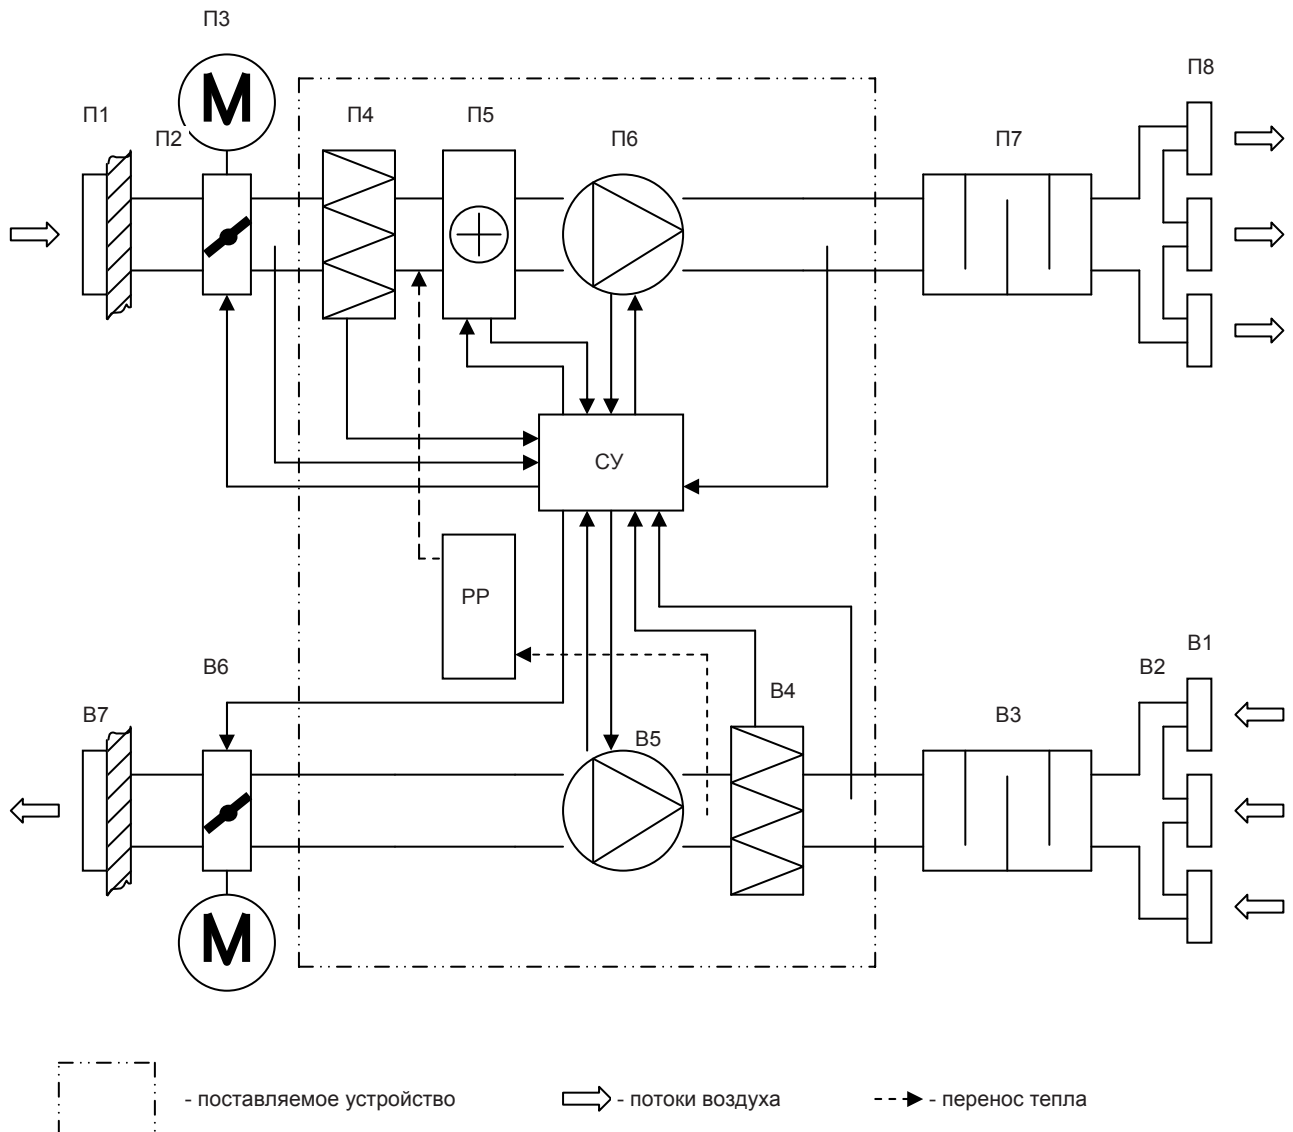 П3
П1
П2
М
П4
П5
П6
П7
П8
СУ
РР
В6
В7
В5
В4
В3
В2
В1
М
- поставляемое устройство
- потоки воздуха
- перенос тепла